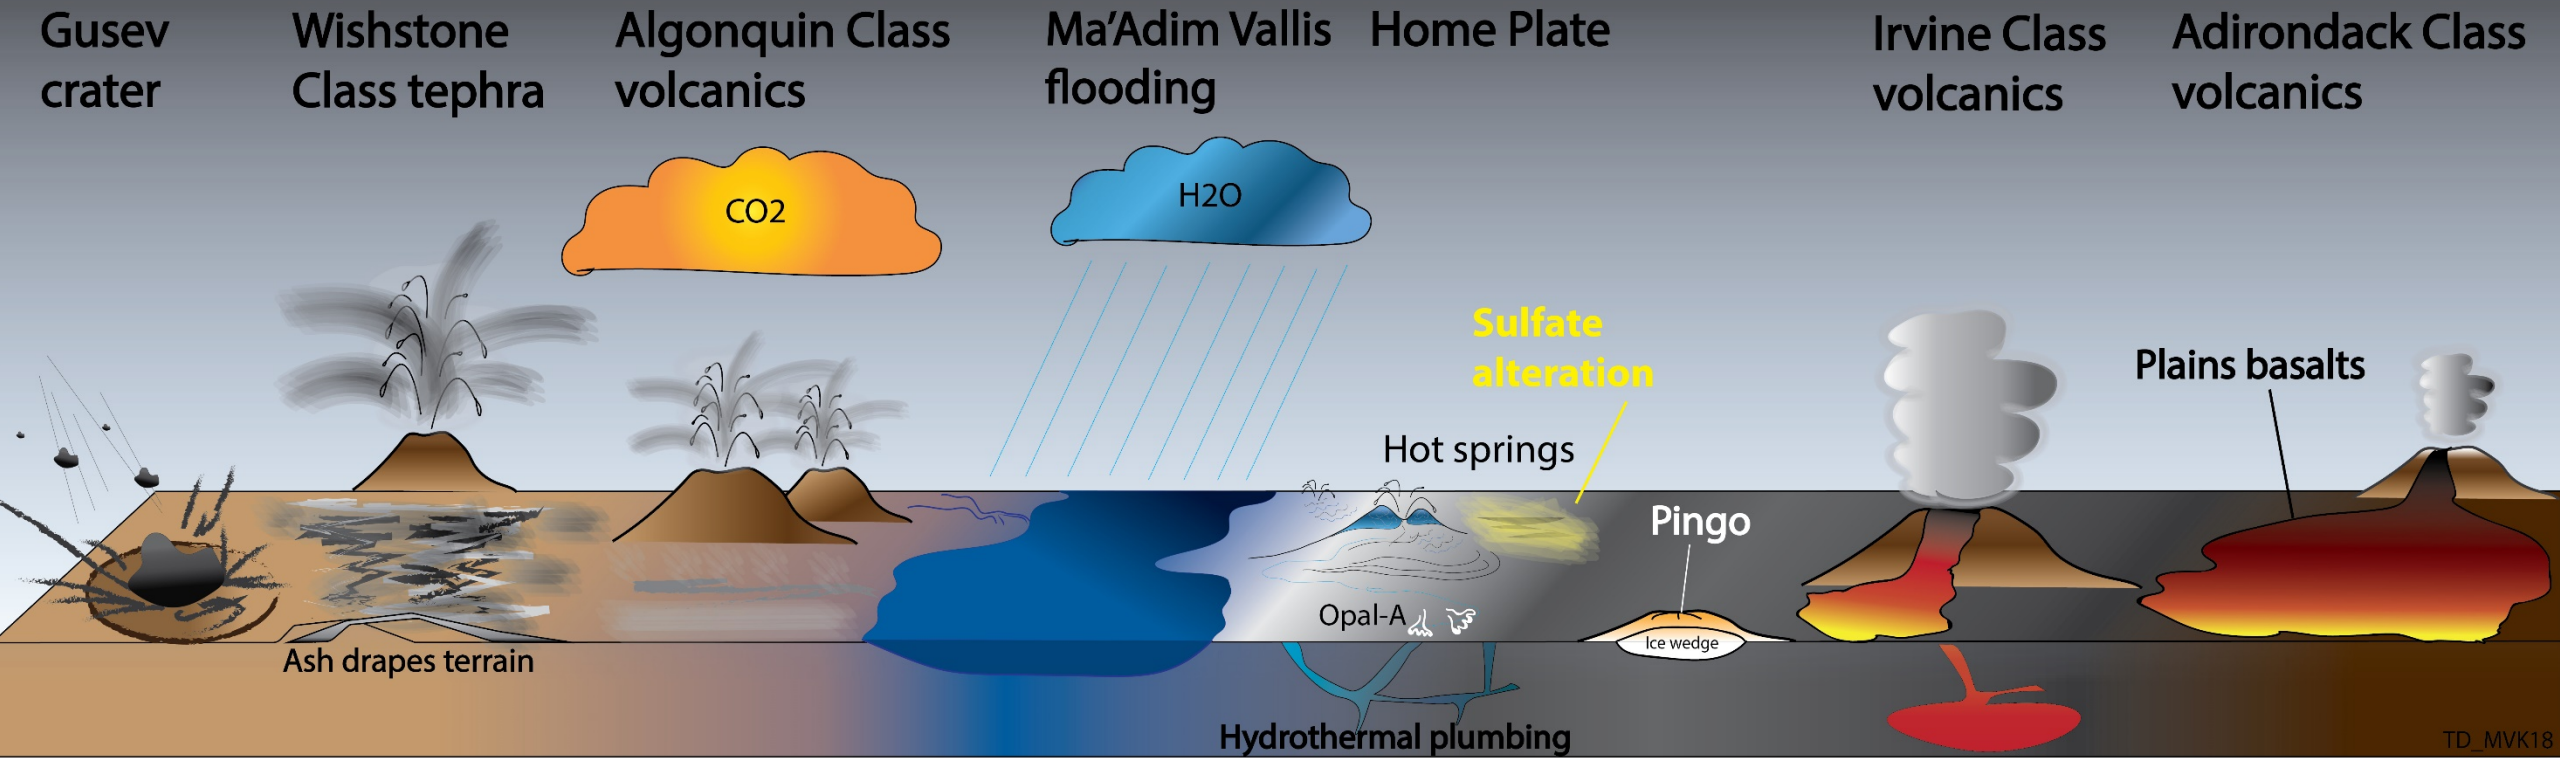 Gusev
crater
Wishstone
Class tephra
Algonquin Class
volcanics
Ma'Adim Vallis
flooding
Home Plate
Irvine Class
volcanics
Adirondack Class
volcanics
CO2
H2O
Sulfate
alteration
Hot springs
Plains basalts
Pingo
Opal-A
Ice wedge
Ash drapes terrain
Hydrothermal plumbing
TD_MVK18